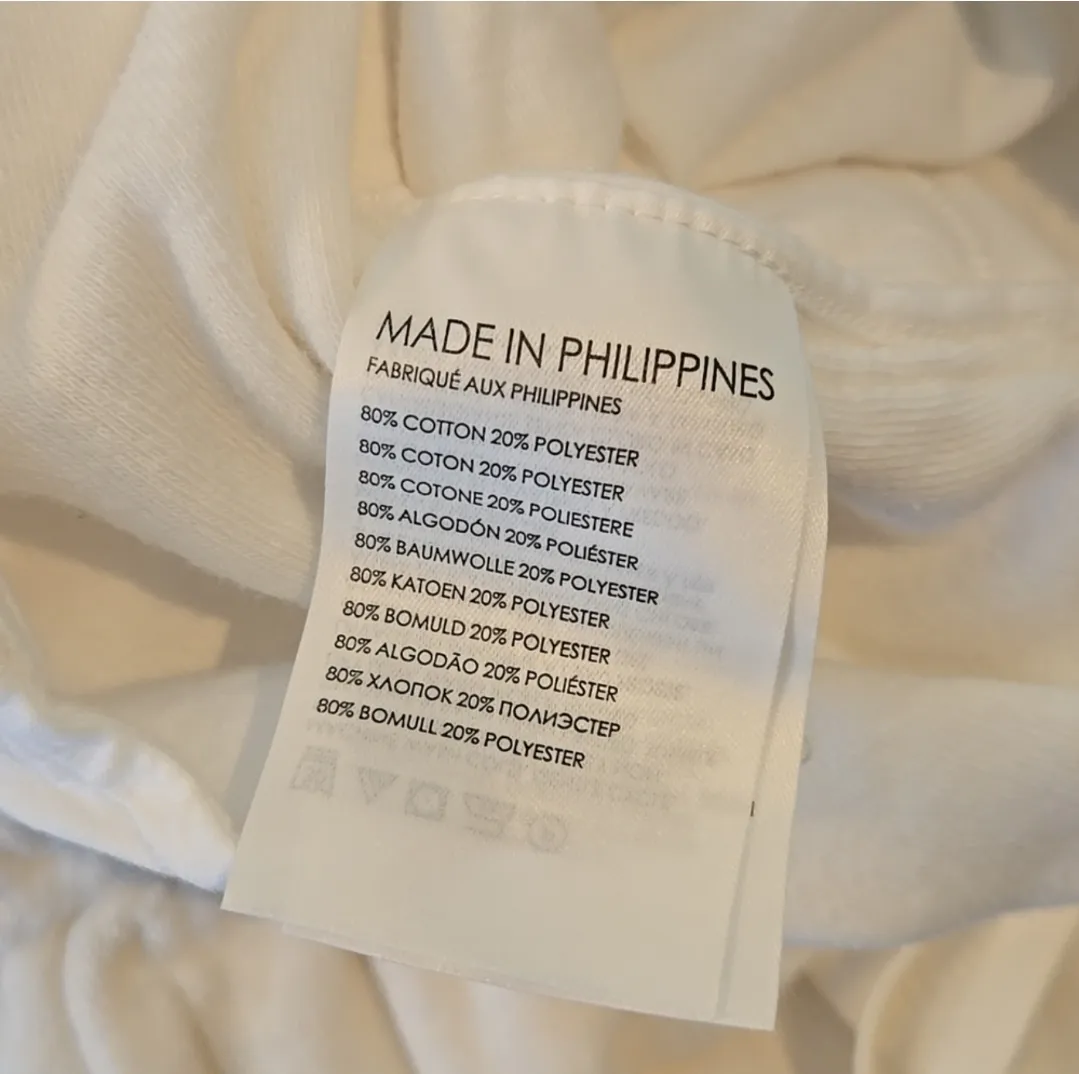 MADE IN PHILIPPINES
FABRIQUÉ AUX PHILIPPINES
80% COTTON 20% POLYESTER
80% COTON 20% POLYESTER
80% COTONE 20% POLIESTERE
80% ALGODÓN 20% POLIÉSTER
80% BAUMWOLLE 20% POLYESTER
80% KATOEN 20% POLYESTER
80% BOMULD 20% POLYESTER
80% ALGODÃO 20% POLIÉSTER
80% ХЛОПОК 20% ПОЛИЭСТЕР
80% BOMULL 20% POLYESTER